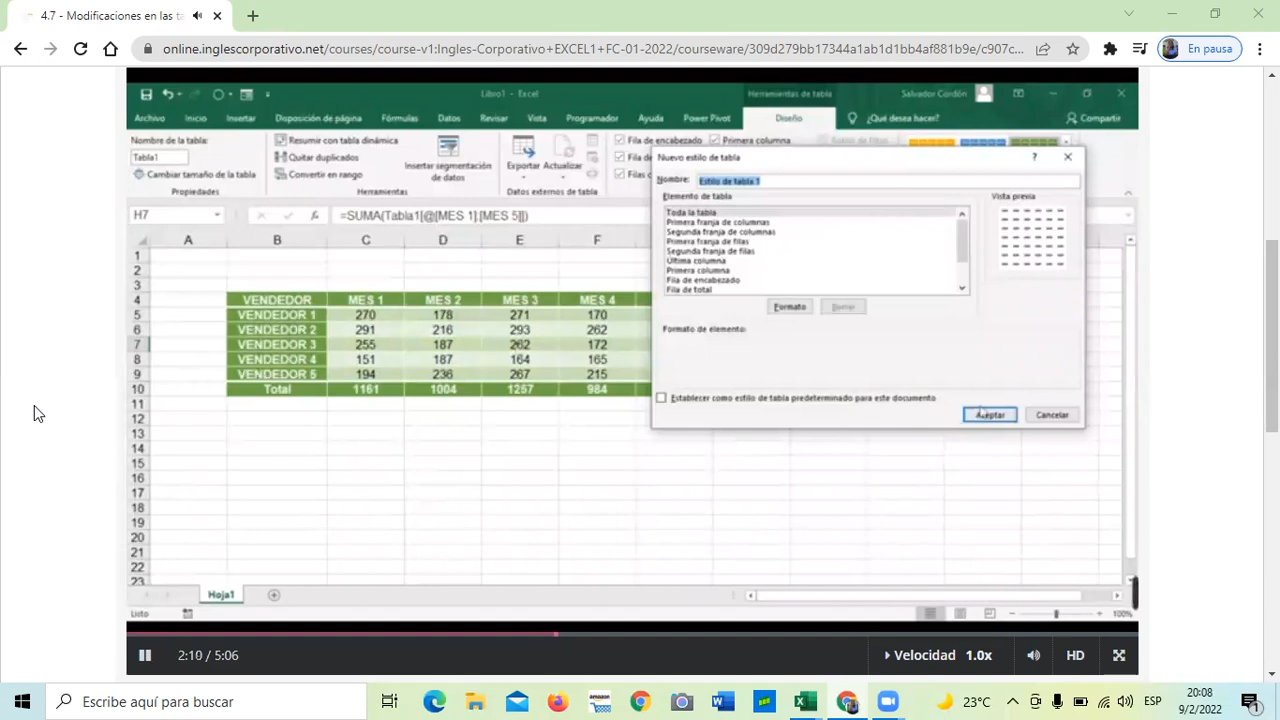 4.7 - Modificaciones en las ta
online.inglescorporativo.net/courses/course-v1:Ingles-Corporativo+EXCEL1+FC-01-2022/courseware/309d279bb17344a1ab1d1bb4af881b9e/c907c...
En pausa
Libro1 - Excel
Herramientas de tabla
Salvador Cordón
Archivo Inicio Insertar Disposición de página Fórmulas Datos Revisar Vista Programador Ayuda Power Pivot Diseño ¿Qué desea hacer? Compartir
Nombre de la tabla:
Tabla1
Cambiar tamaño de la tabla
Propiedades
Resumir con tabla dinámica
Quitar duplicados
Convertir en rango
Insertar segmentación
de datos
Herramientas
Exportar Actualizar
Datos externos de tabla
Fila de encabezado Primera columna
Fila de
Filas
H7 fx =SUMA(Tabla1[@[MES 1]:[MES 5]])
A B C D E F
1
2
3
4 VENDEDOR MES 1 MES 2 MES 3 MES 4
5 VENDEDOR 1 270 178 271 170
6 VENDEDOR 2 291 216 293 262
7 VENDEDOR 3 255 187 262 172
8 VENDEDOR 4 151 187 164 165
9 VENDEDOR 5 194 236 267 215
10 Total 1161 1004 1257 984
11
12
13
14
15
16
17
18
19
20
21
22
23
Nuevo estilo de tabla ?
Nombre: Estilo de tabla 1
Elemento de tabla
Toda la tabla
Primera franja de columnas
Segunda franja de columnas
Primera franja de filas
Segunda franja de filas
Última columna
Primera columna
Fila de encabezado
Fila de total
Vista previa
Formato Borrar
Formato de elemento:
Establecer como estilo de tabla predeterminado para este documento
Aceptar Cancelar
Hoja1
Listo
100%
2:10 / 5:06
Velocidad 1.0x
HD
Escribe aquí para buscar
amazon
23°C
ESP
20:08
9/2/2022
1